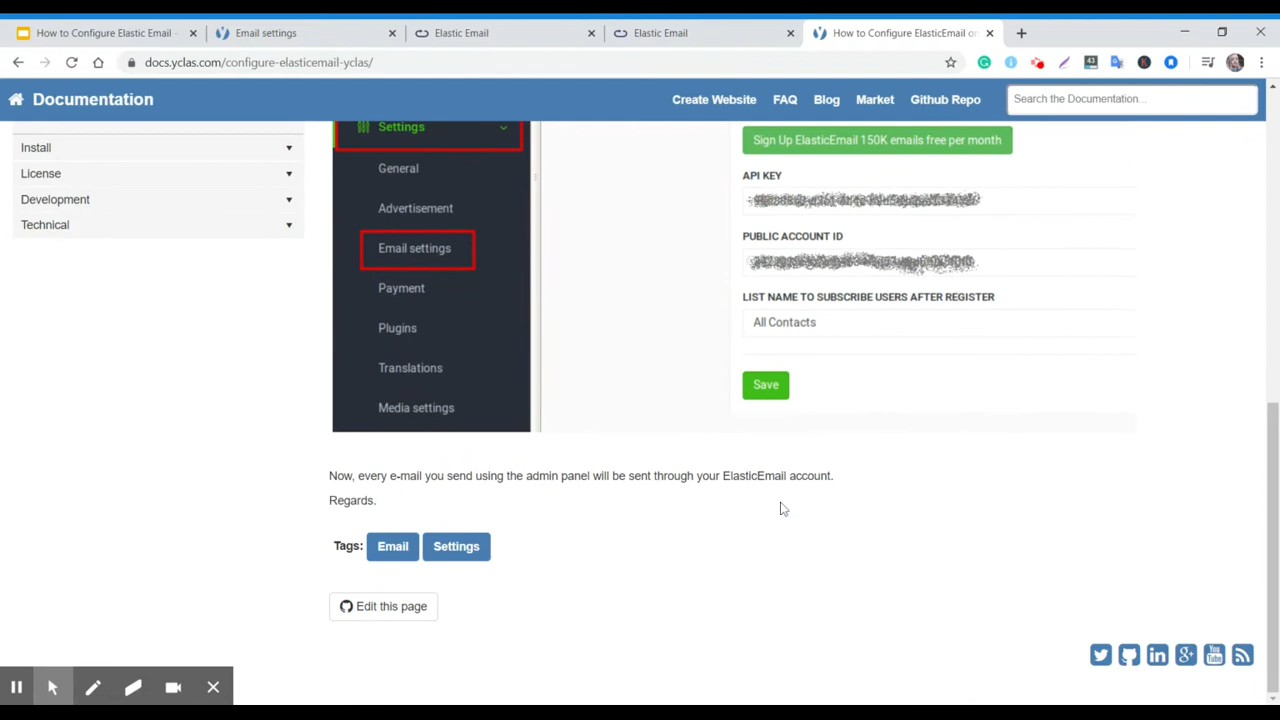 How to Configure Elastic Email -
Email settings
Elastic Email
Elastic Email
How to Configure ElasticEmail on
docs.yclas.com/configure-elasticemail-yclas/
43
Documentation
Create Website
FAQ
Blog
Market
Github Repo
Search the Documentation...
Install
License
Development
Technical
Settings
General
Advertisement
Email settings
Payment
Plugins
Translations
Media settings
Sign Up ElasticEmail 150K emails free per month
API KEY
PUBLIC ACCOUNT ID
LIST NAME TO SUBSCRIBE USERS AFTER REGISTER
All Contacts
Save
Now, every e-mail you send using the admin panel will be sent through your ElasticEmail account.
Regards.
Tags: Email Settings
Edit this page